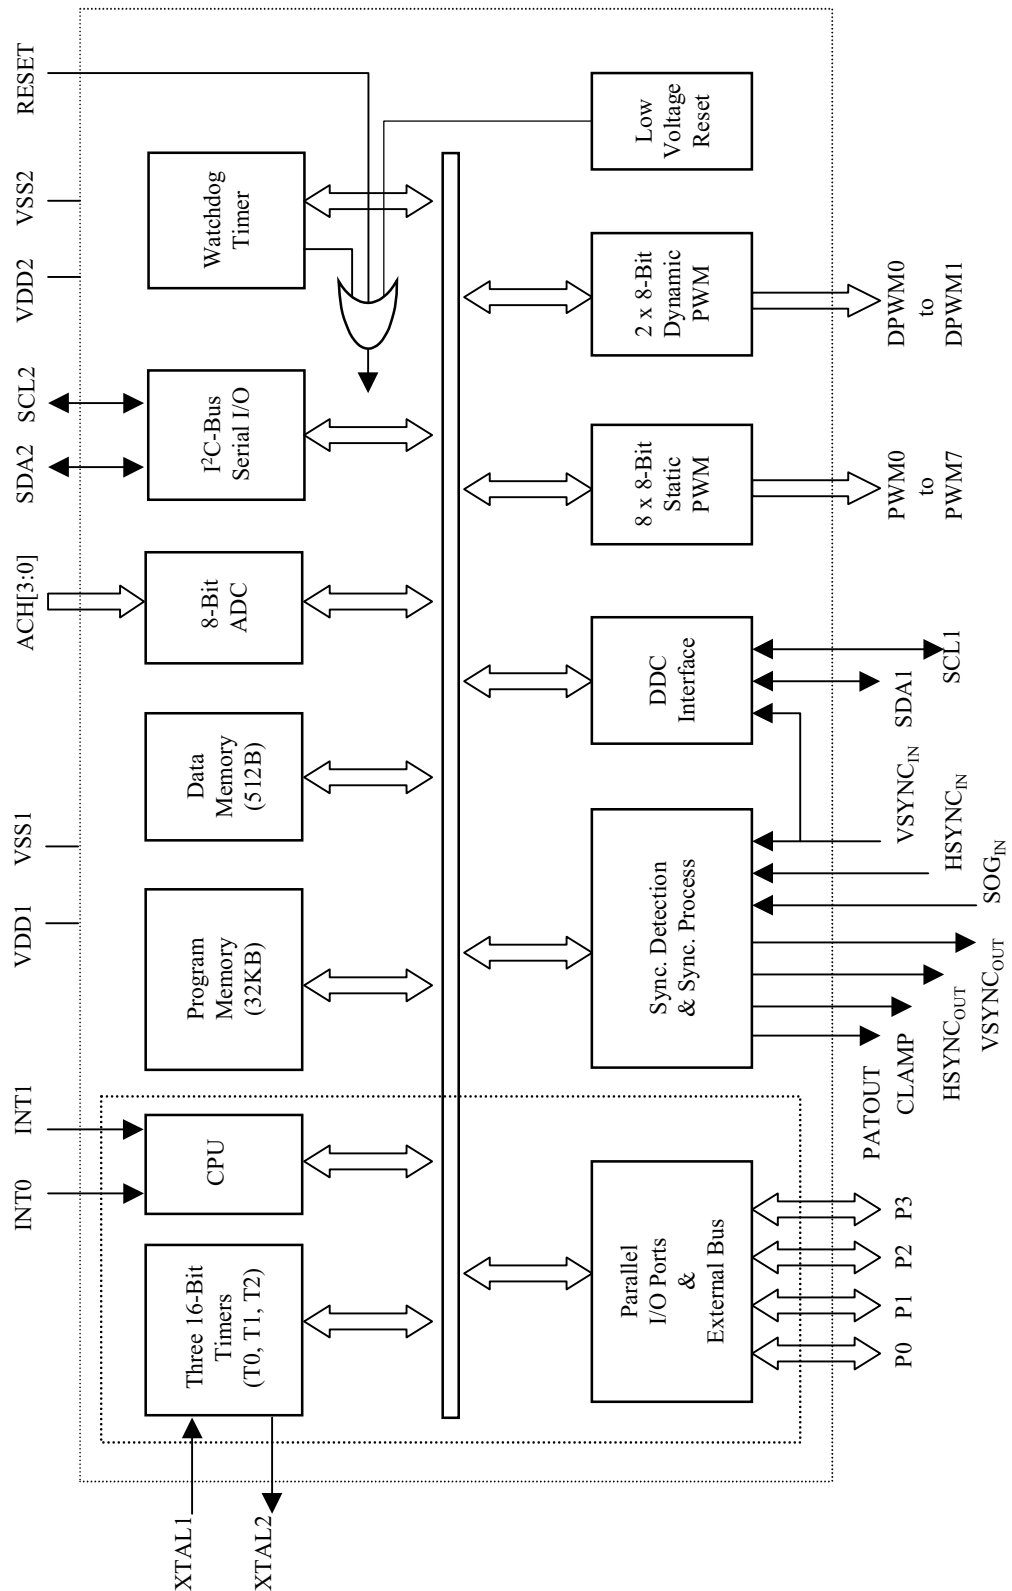 XTAL1
XTAL2
INT0
INT1
VDD1
VSS1
ACH[3:0]
SDA2
SCL2
VDD2
VSS2
RESET
Three 16-Bit
Timers
(T0, T1, T2)
CPU
Program
Memory
(32KB)
Data
Memory
(512B)
8-Bit
ADC
I²C-Bus
Serial I/O
Watchdog
Timer
Parallel
I/O Ports
&
External Bus
Sync. Detection
& Sync. Process
DDC
Interface
8 x 8-Bit
Static
PWM
2 x 8-Bit
Dynamic
PWM
Low
Voltage
Reset
P0
P1
P2
P3
PATOUT
CLAMP
HSYNCOUT
VSYNCOUT
SOGIN
HSYNCIN
VSYNCIN
SDA1
SCL1
PWM0
to
PWM7
DPWM0
to
DPWM1